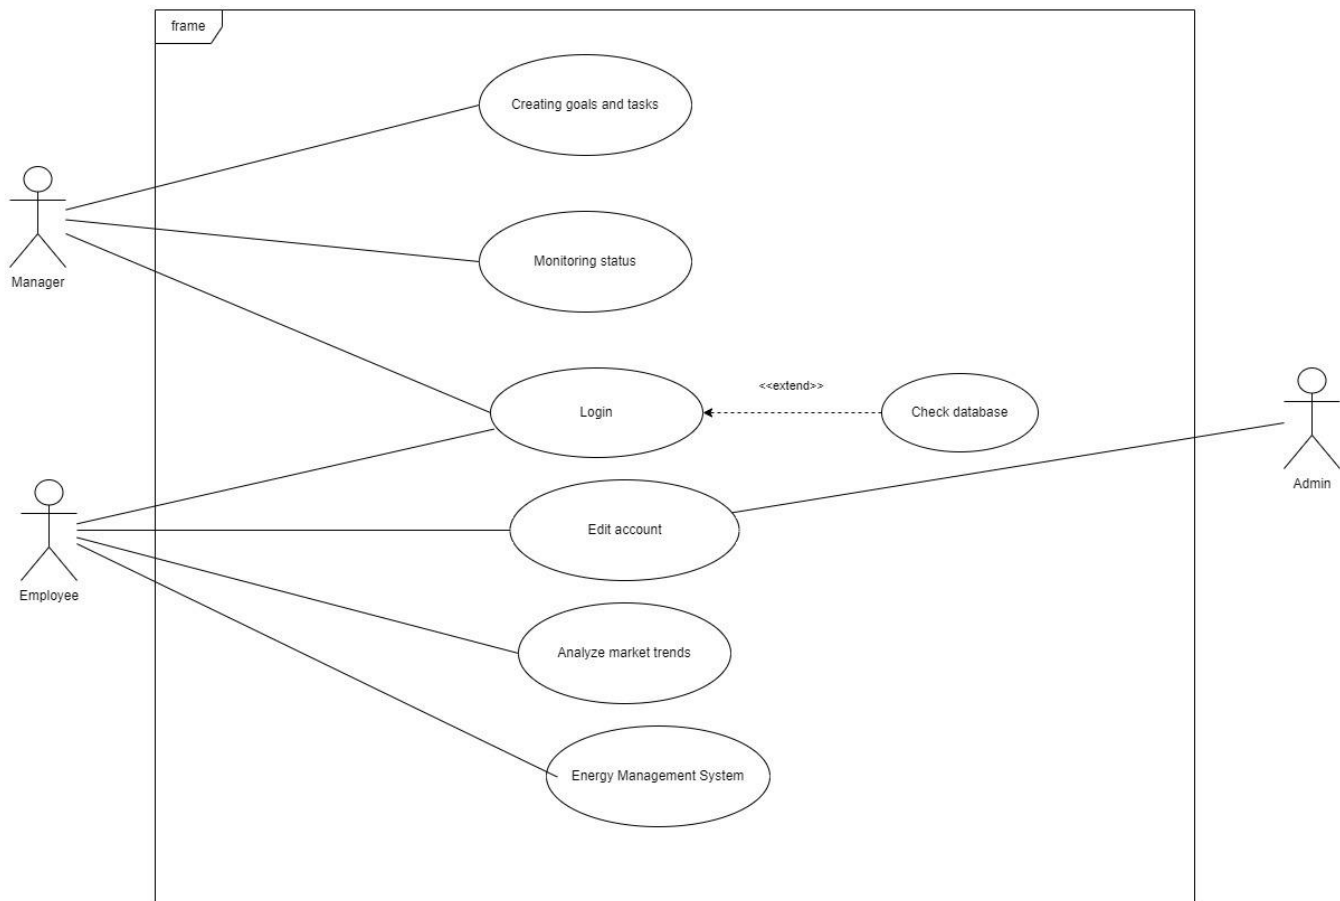 frame
Creating goals and tasks
Manager
Monitoring status
Login
<<extend>>
Check database
Admin
Employee
Edit account
Analyze market trends
Energy Management System